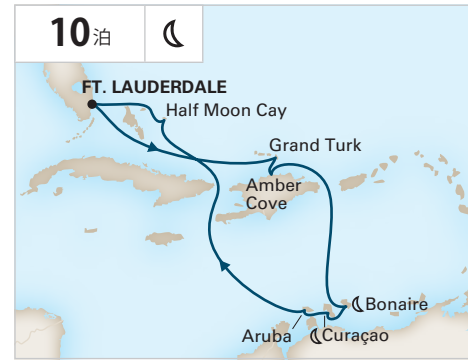 10泊
FT. LAUDERDALE
Half Moon Cay
Grand Turk
Amber
Cove
Bonaire
Aruba
Curaçao